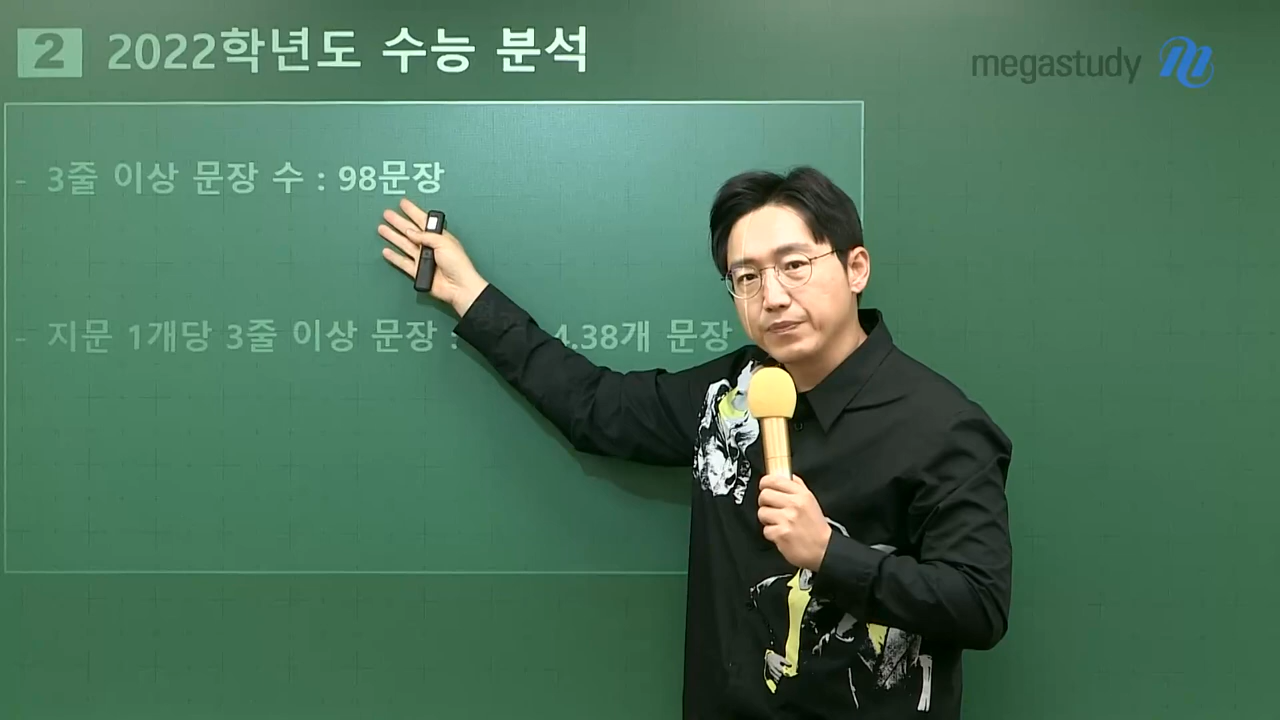 2 2022학년도 수능 분석
megastudy
- 3줄 이상 문장 수 : 98문장
- 지문 1개당 3줄 이상 문장 : 4.38개 문장